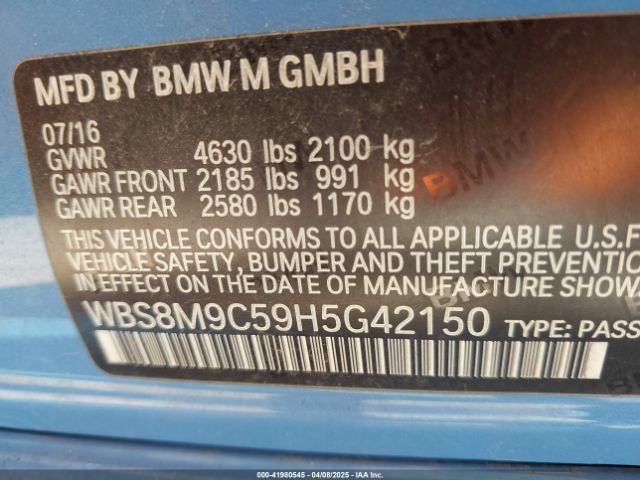 MFD BY BMW M GMBH
07/16
GVWR 4630 lbs 2100 kg
GAWR FRONT 2185 lbs 991 kg
GAWR REAR 2580 lbs 1170 kg
THIS VEHICLE CONFORMS TO ALL APPLICABLE U.S.F
VEHICLE SAFETY, BUMPER AND THEFT PREVENTION
IN EFFECT ON THE DATE OF MANUFACTURE SHOW
WBS8M9C59H5G42150 TYPE: PASS
000-41980545 - 04/08/2025 - IAA Inc.